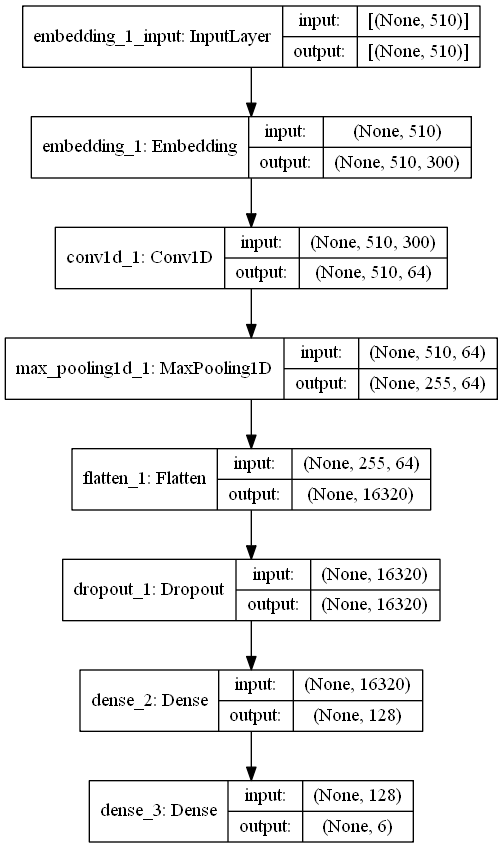 embedding_1_input: InputLayer
input: [(None, 510)]
output: [(None, 510)]
embedding_1: Embedding
input: (None, 510)
output: (None, 510, 300)
conv1d_1: Conv1D
input: (None, 510, 300)
output: (None, 510, 64)
max_pooling1d_1: MaxPooling1D
input: (None, 510, 64)
output: (None, 255, 64)
flatten_1: Flatten
input: (None, 255, 64)
output: (None, 16320)
dropout_1: Dropout
input: (None, 16320)
output: (None, 16320)
dense_2: Dense
input: (None, 16320)
output: (None, 128)
dense_3: Dense
input: (None, 128)
output: (None, 6)